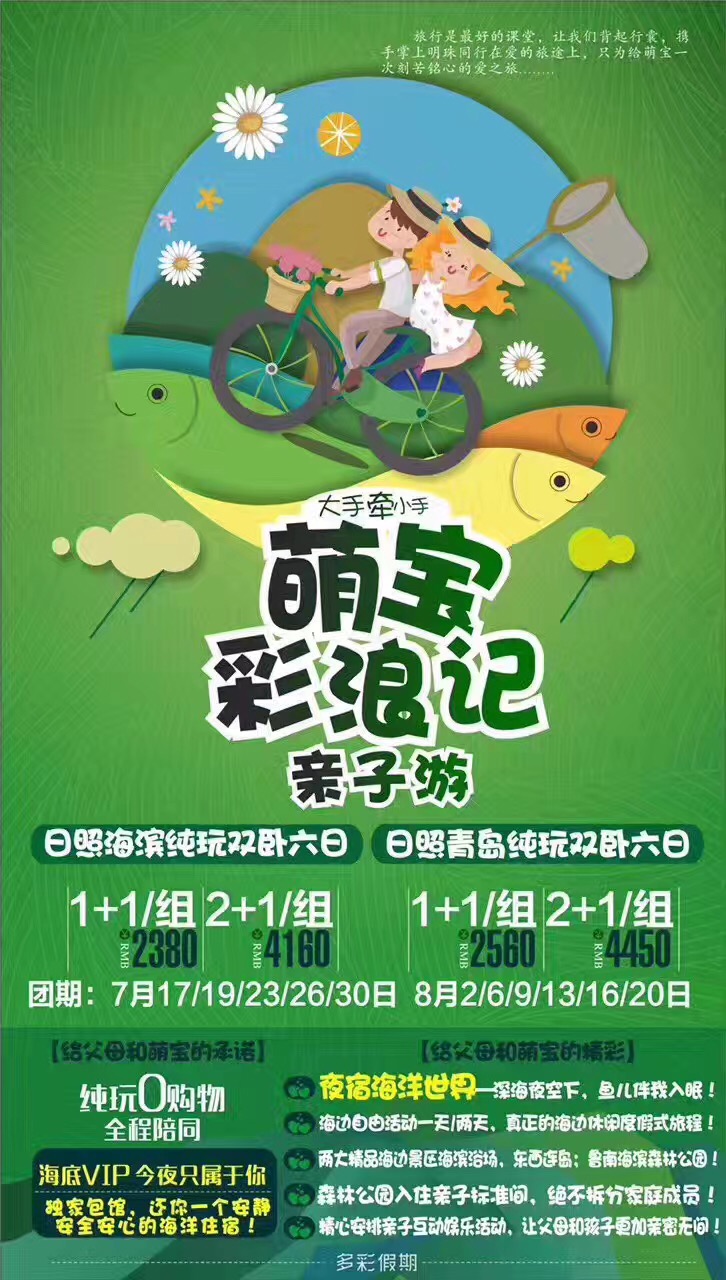 旅行是最好的课堂，让我们背起行囊，携
手掌上明珠同行在爱的旅途上，只为给萌宝一
次刻苦铭心的爱之旅........
大手牵小手
萌宝
彩浪记
亲子游
日照海滨纯玩双卧六日
日照青岛纯玩双卧六日
1+1/组 2+1/组
RMB 2380 RMB 4160
1+1/组 2+1/组
RMB 2560 RMB 4450
团期：7月17/19/23/26/30日 8月2/6/9/13/16/20日
【给父母和萌宝的承诺】
纯玩0购物
全程陪同
海底VIP 今夜只属于你
独家包馆，还你一个安静
安全安心的海洋住宿！
【给父母和萌宝的精彩】
夜宿海洋世界—深海夜空下，鱼儿伴我入眠！
海边自由活动一天/两天，真正的海边休闲度假式旅程！
两大精品海边景区海滨浴场，东西连岛；鲁南海滨森林公园！
森林公园入住亲子标准间，绝不拆分家庭成员！
精心安排亲子互动娱乐活动，让父母和孩子更加亲密无间！
多彩假期